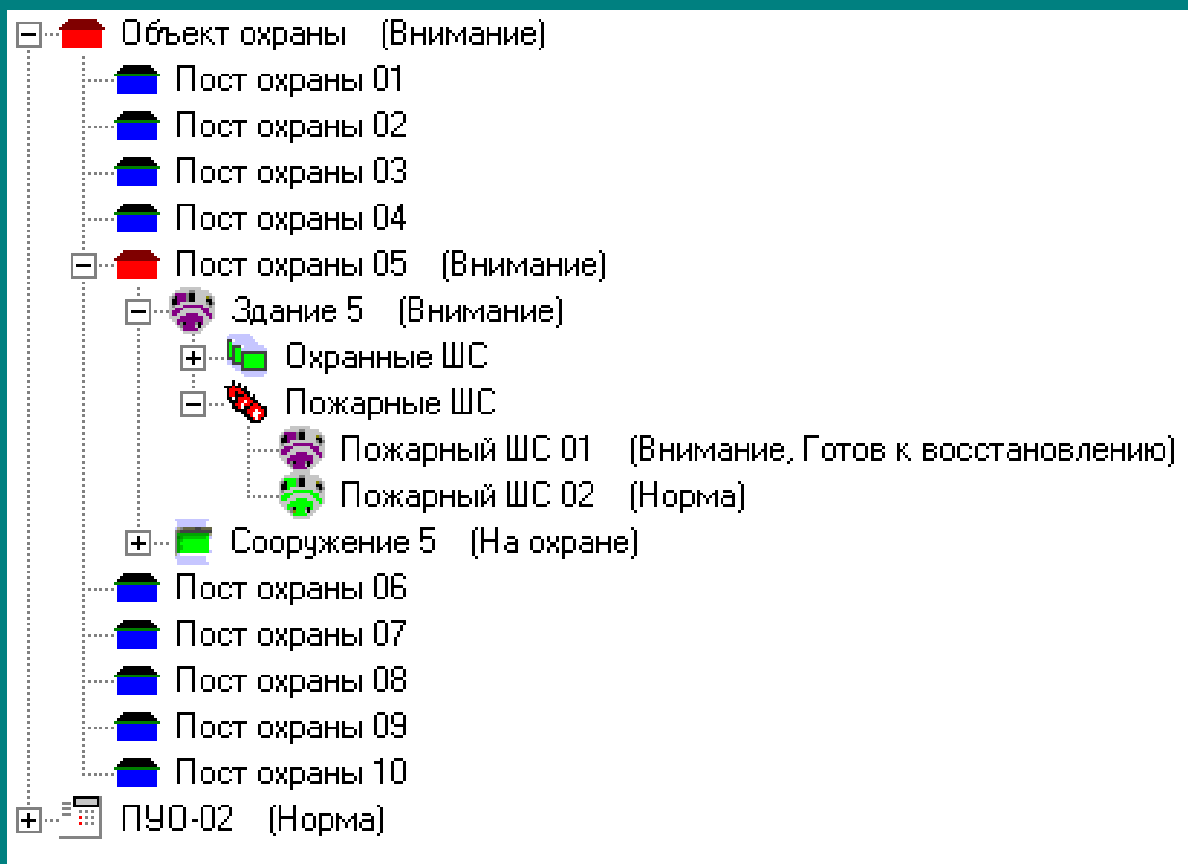 Объект охраны (Внимание)
Пост охраны 01
Пост охраны 02
Пост охраны 03
Пост охраны 04
Пост охраны 05 (Внимание)
Здание 5 (Внимание)
Охранные ШС
Пожарные ШС
Пожарный ШС 01 (Внимание, Готов к восстановлению)
Пожарный ШС 02 (Норма)
Сооружение 5 (На охране)
Пост охраны 06
Пост охраны 07
Пост охраны 08
Пост охраны 09
Пост охраны 10
ПУО-02 (Норма)